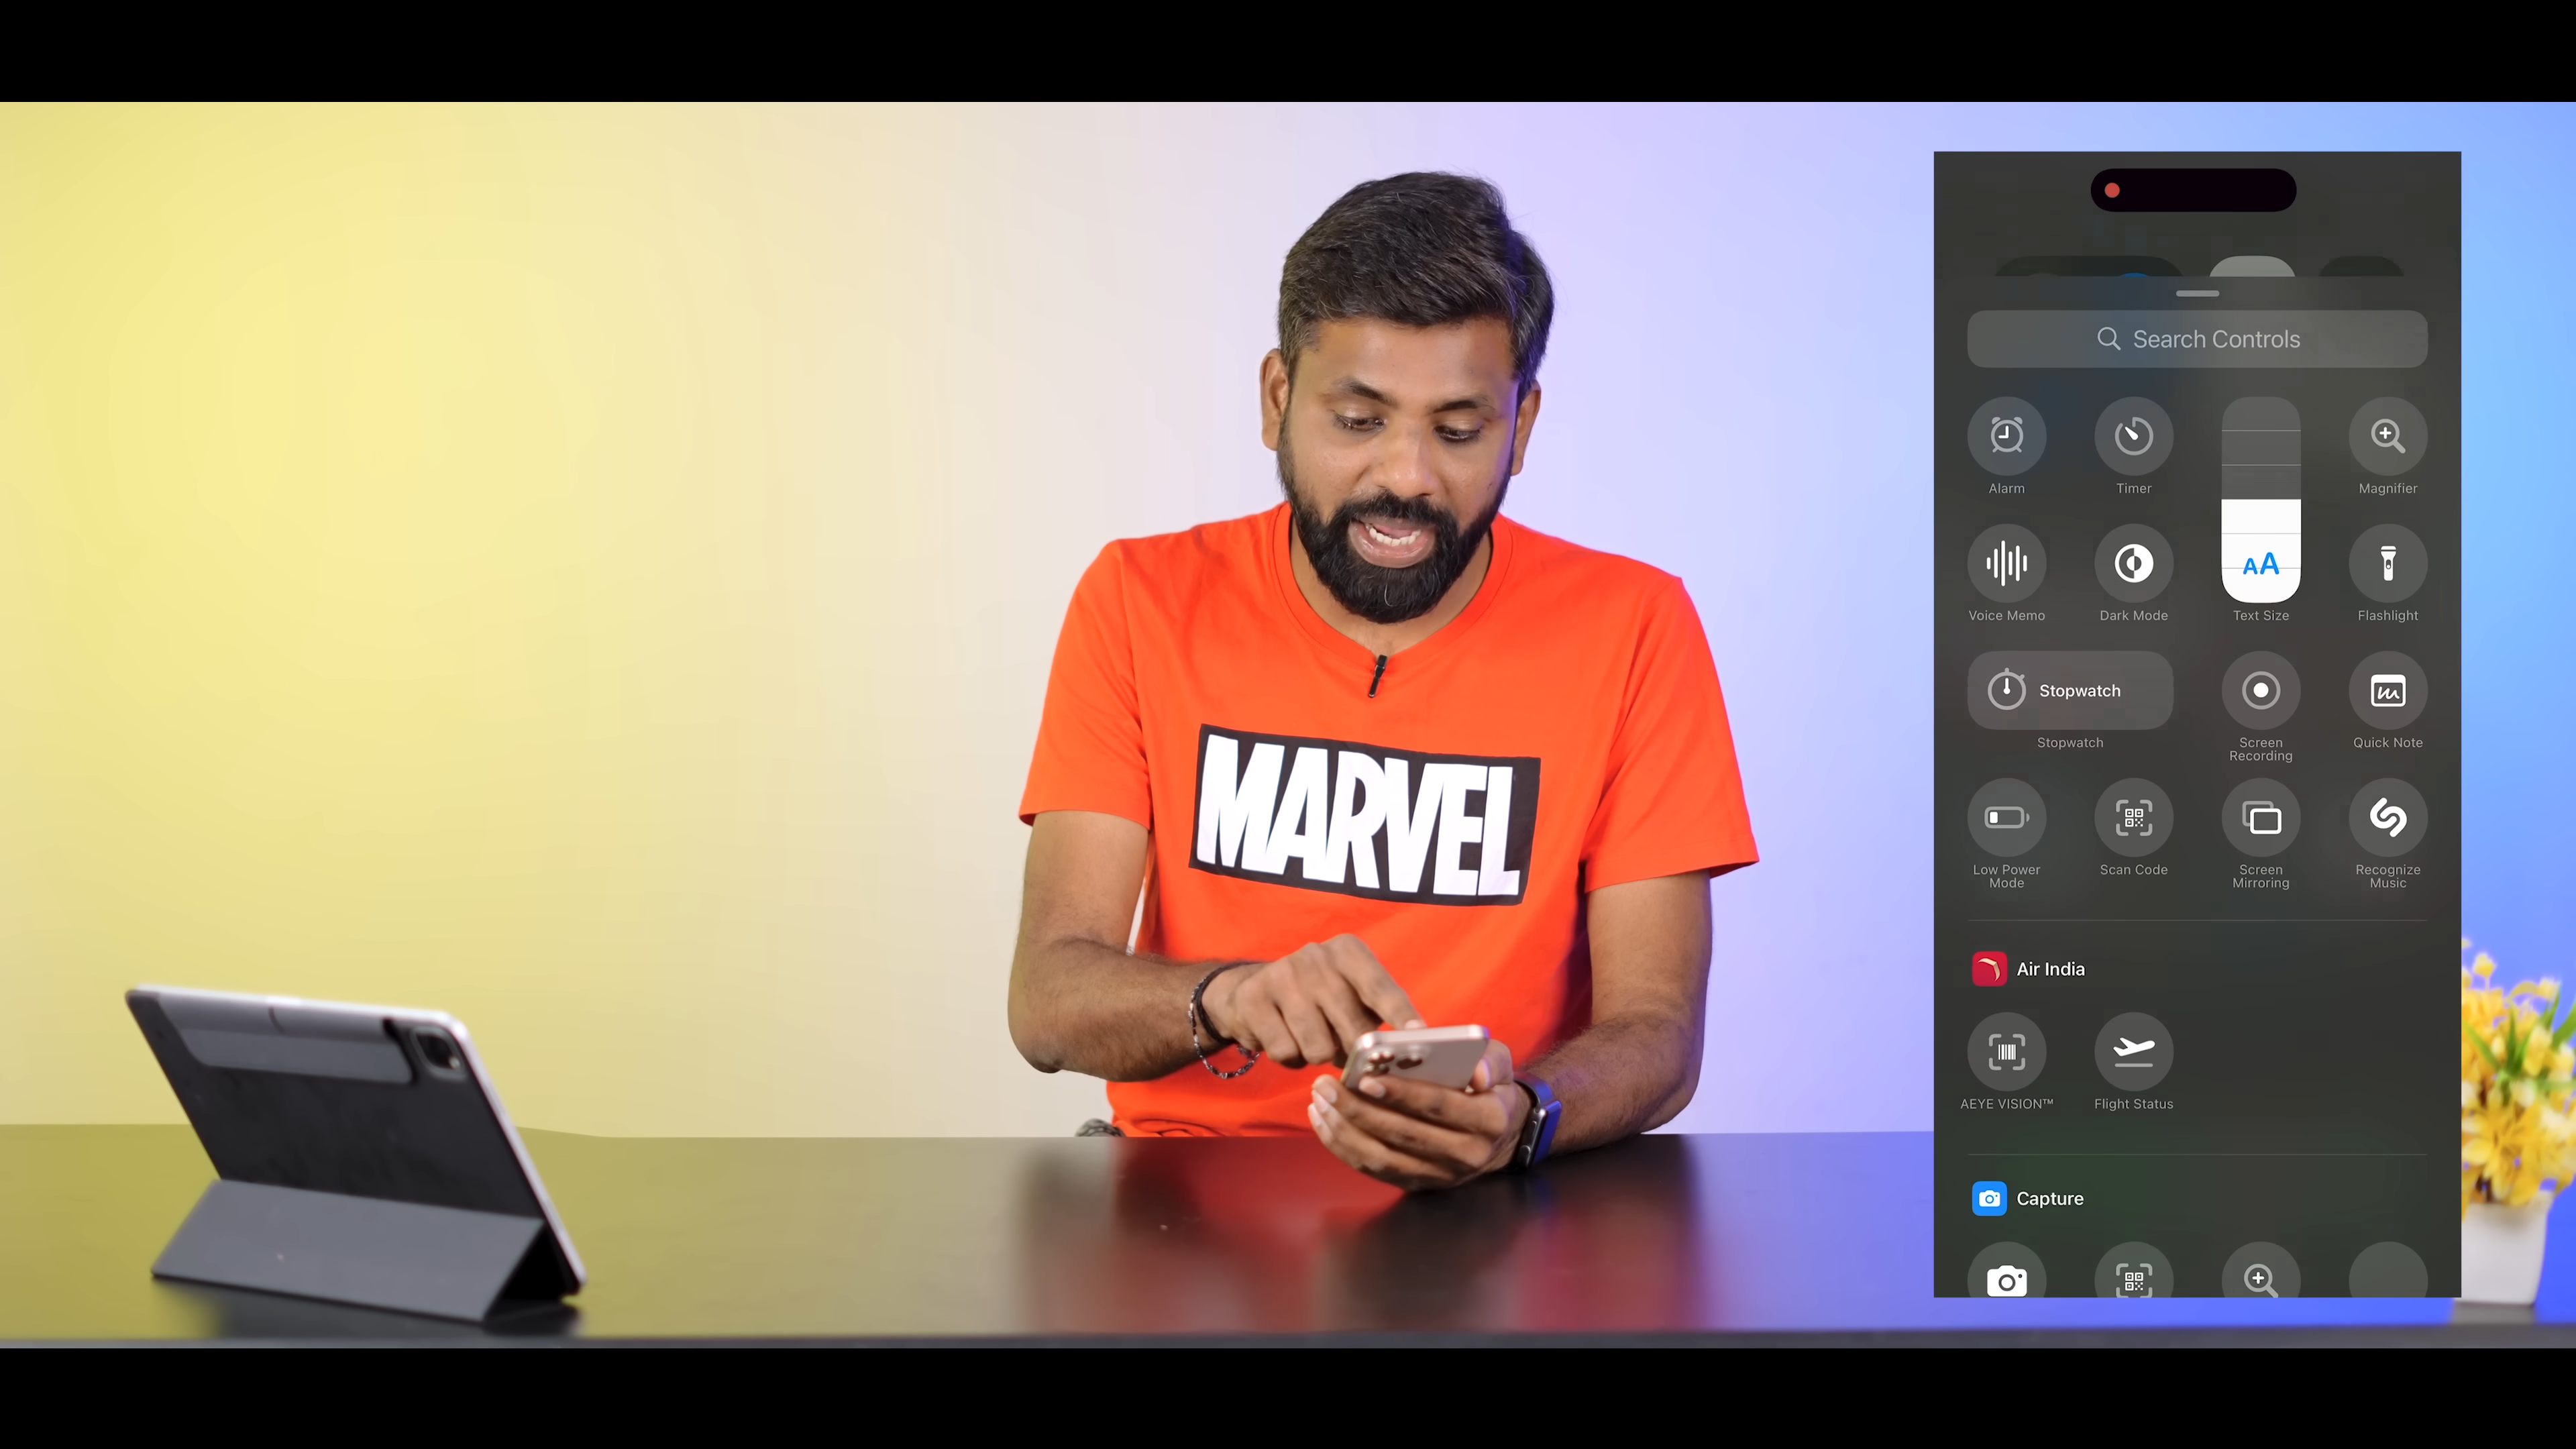 MARVEL
Search Controls
Alarm
Timer
Magnifier
Voice Memo
Dark Mode
AA
Text Size
Flashlight
Stopwatch
Stopwatch
Screen
Recording
Quick Note
Low Power
Mode
Scan Code
Screen
Mirroring
Recognize
Music
Air India
AEYE VISION™
Flight Status
Capture